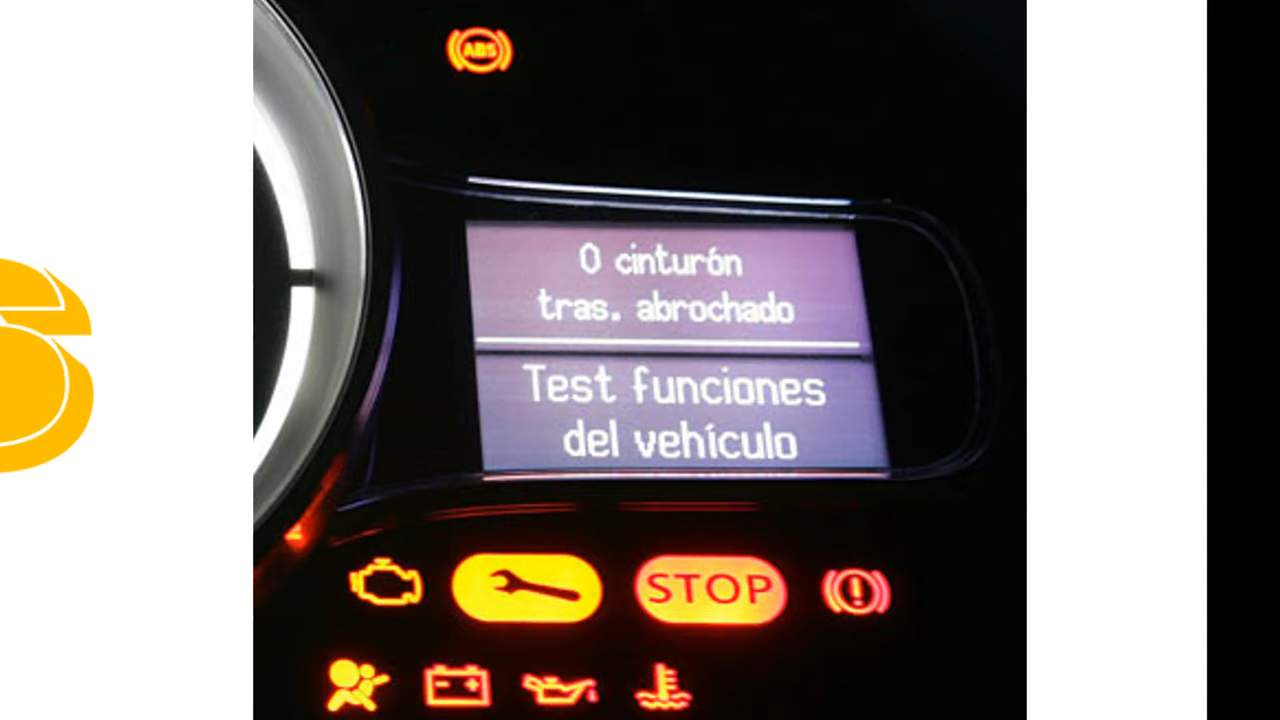 ABS
0 cinturón
tras. abrochado
Test funciones
del vehículo
STOP